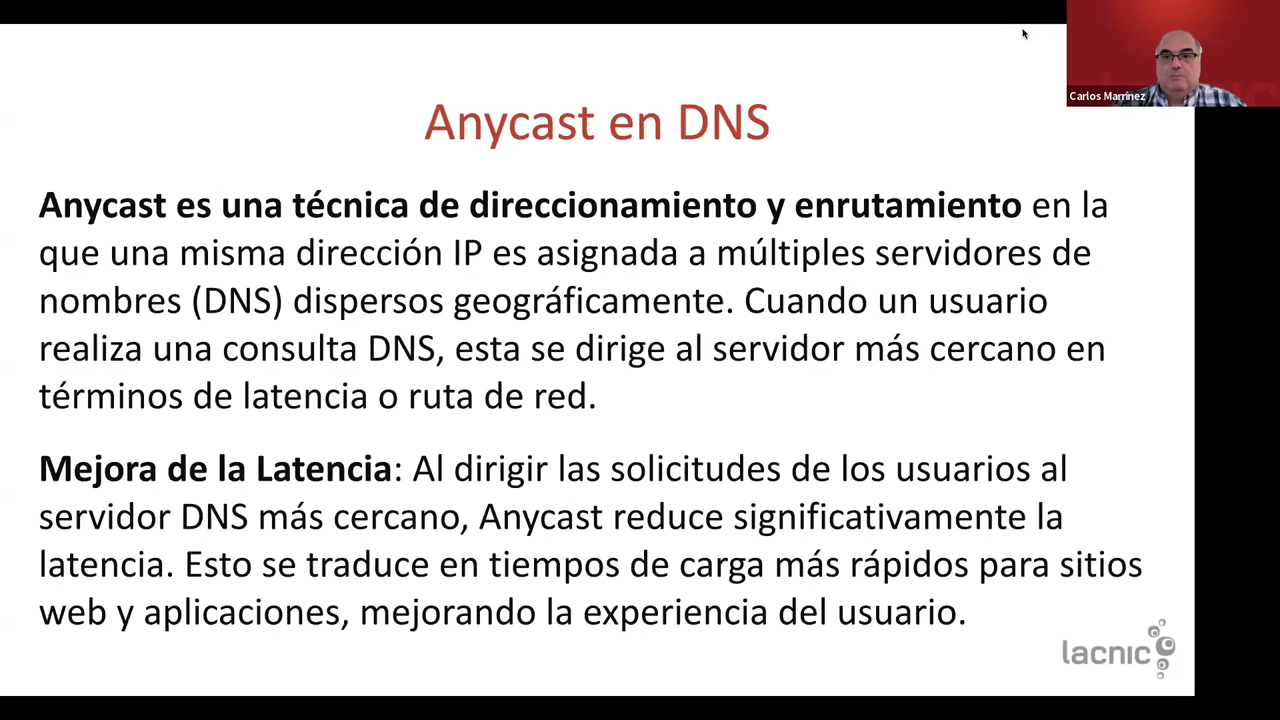 Carlos Marrinez
Anycast en DNS
Anycast es una técnica de direccionamiento y enrutamiento en la
que una misma dirección IP es asignada a múltiples servidores de
nombres (DNS) dispersos geográficamente. Cuando un usuario
realiza una consulta DNS, esta se dirige al servidor más cercano en
términos de latencia o ruta de red.
Mejora de la Latencia: Al dirigir las solicitudes de los usuarios al
servidor DNS más cercano, Anycast reduce significativamente la
latencia. Esto se traduce en tiempos de carga más rápidos para sitios
web y aplicaciones, mejorando la experiencia del usuario.
lacnic